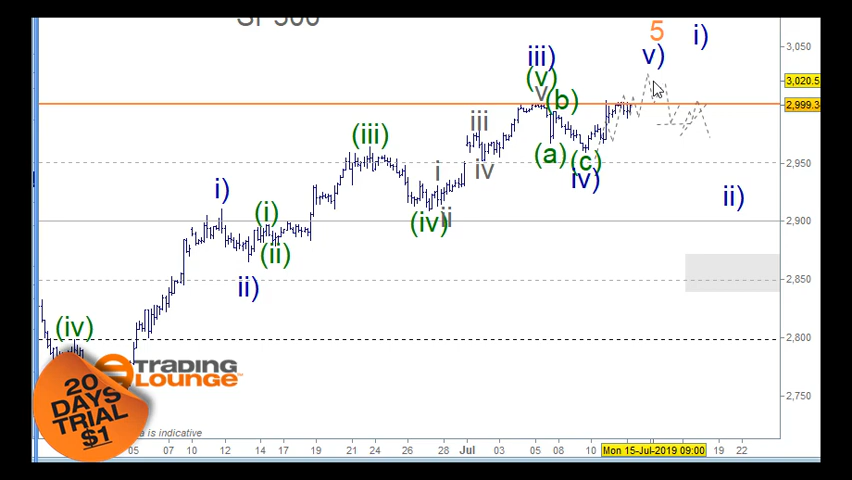 SP500
5
i)
3,050
iii)
v)
(v)
3,020.5
v
(b)
2,999.3
iii
(iii)
2,950
(a)
(c)
iv
i
iv)
i)
ii)
(i)
2,900
(iv)
ii
(ii)
ii)
2,850
(iv)
2,800
TRADING
LOUNGE™
20
DAYS
TRIAL
$1
2,750
a is indicative
05 07 10 12 14 17 19 21 24 26 28 Jul 03 05 08 10 Mon 15-Jul-2019 09:00 19 22